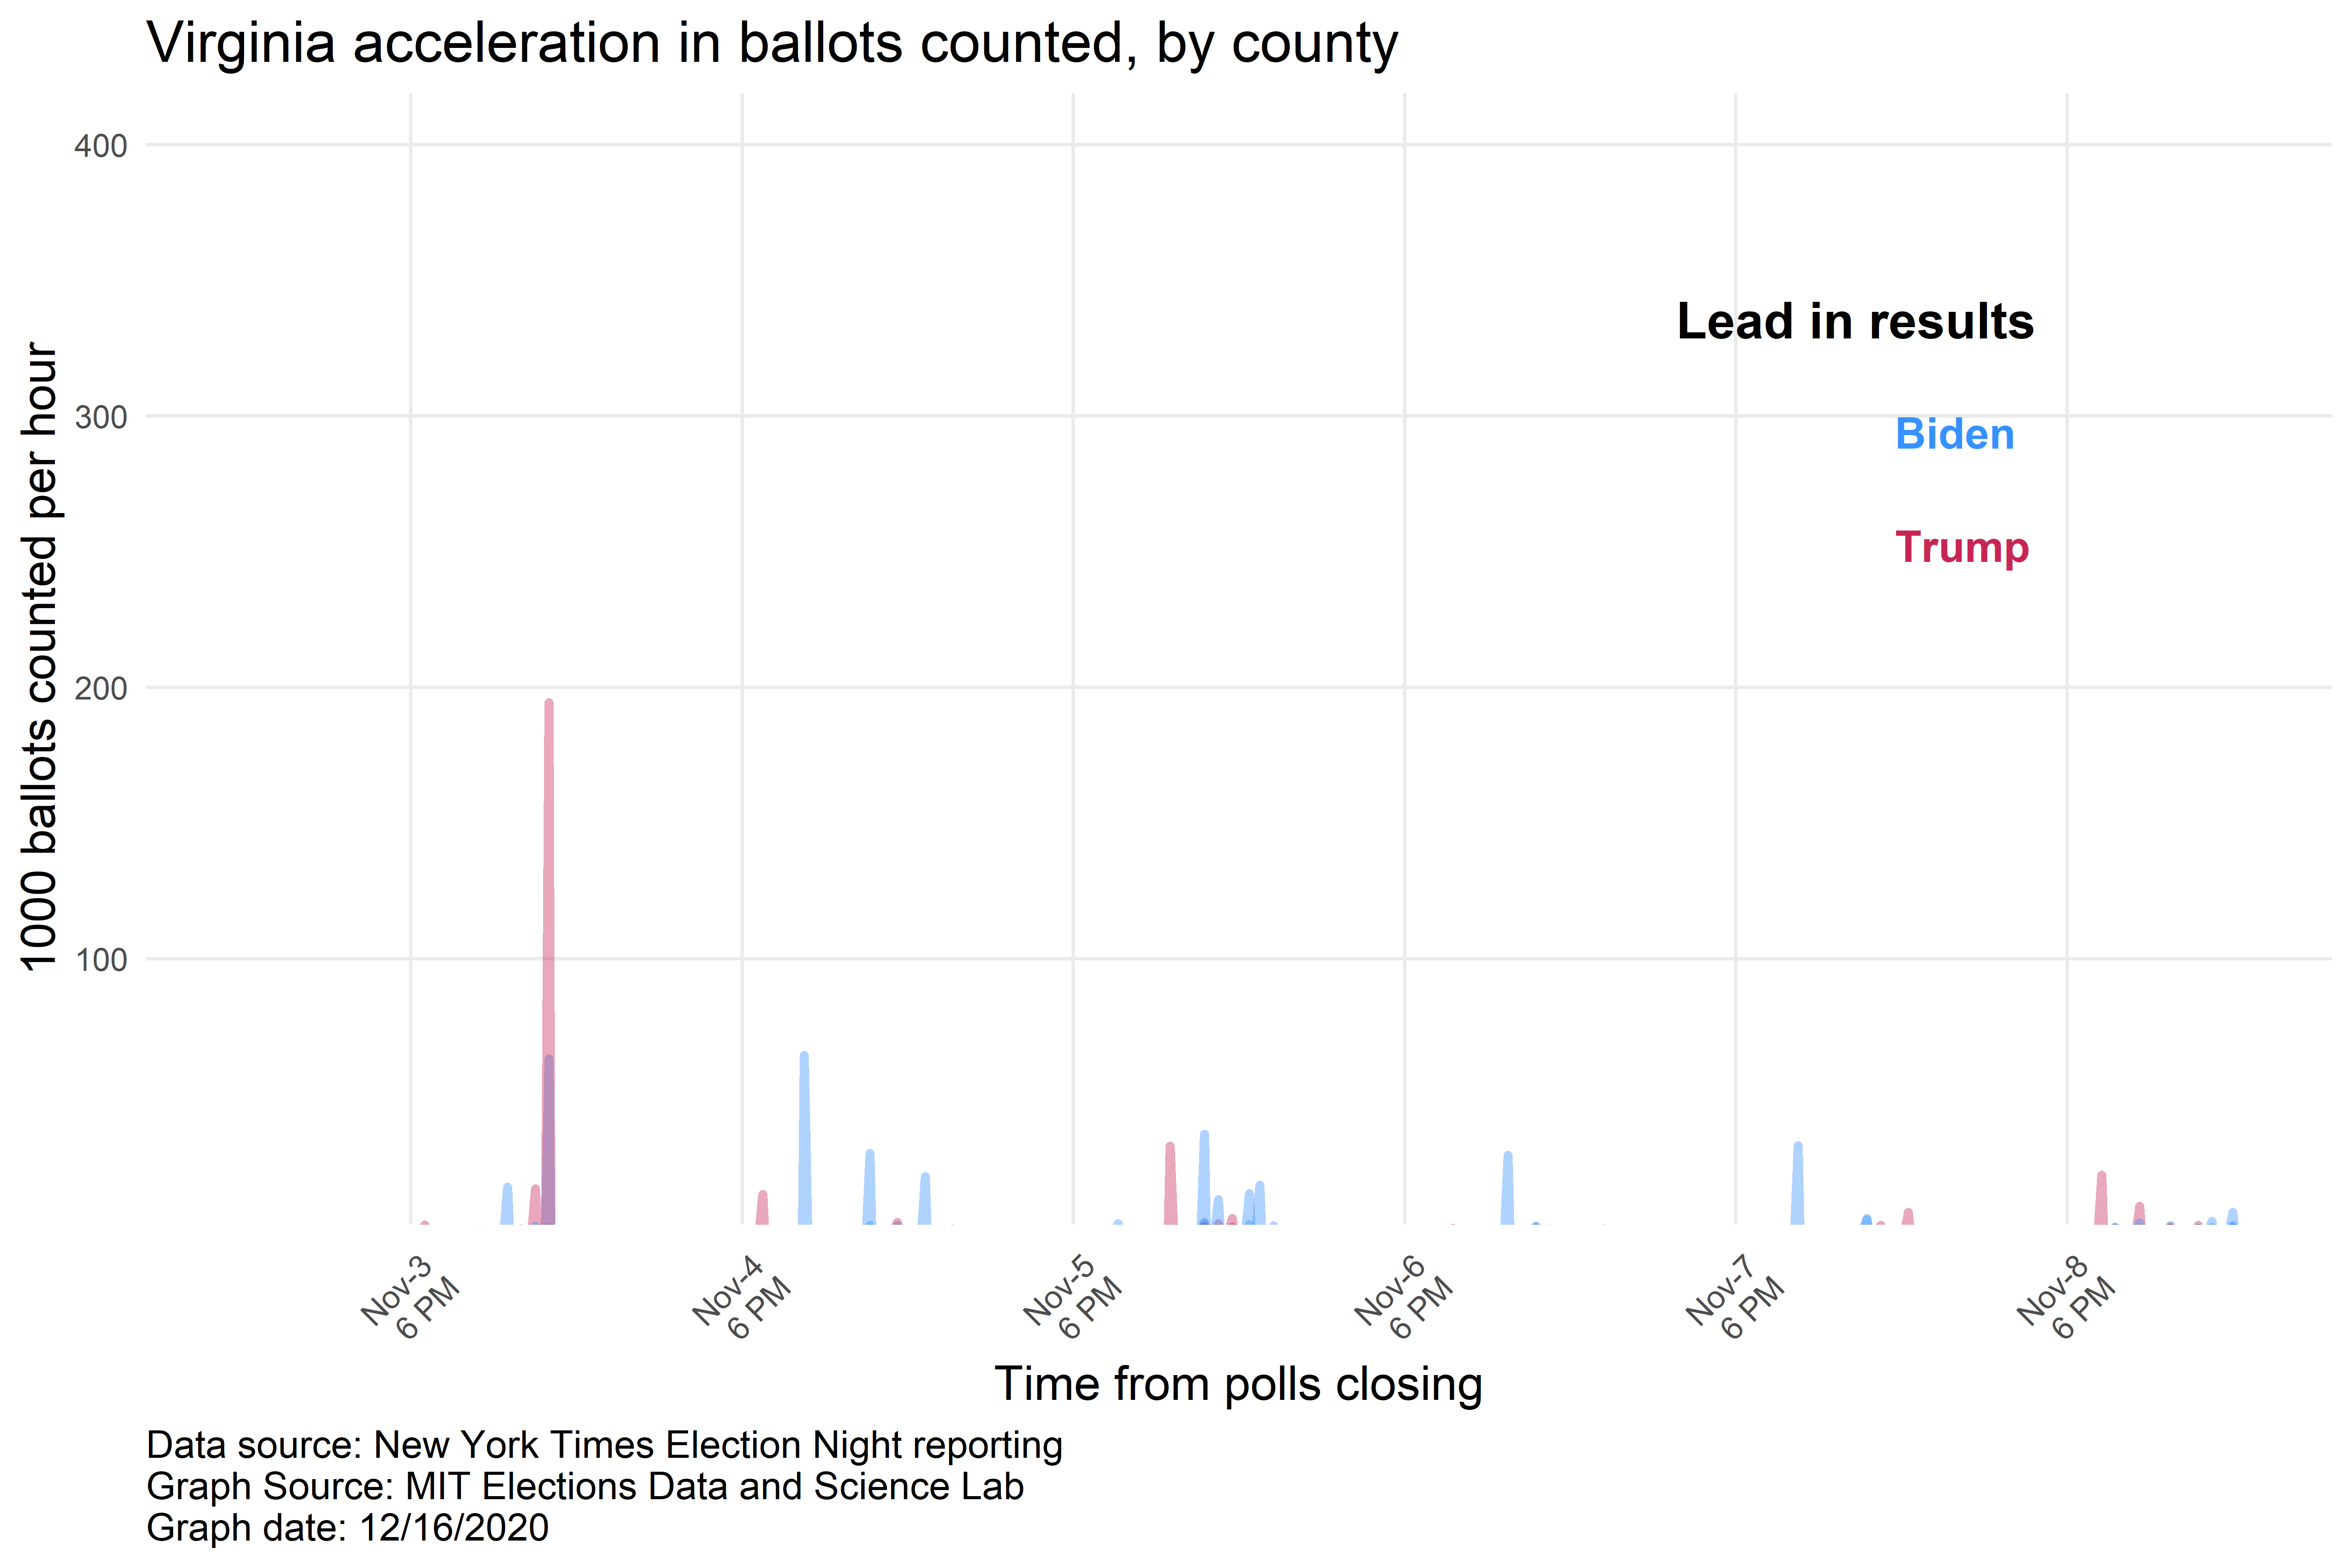 Virginia acceleration in ballots counted, by county
1000 ballots counted per hour
400
300
200
100
Lead in results
Biden
Trump
Nov-3
6 PM
Nov-4
6 PM
Nov-5
6 PM
Nov-6
6 PM
Nov-7
6 PM
Nov-8
6 PM
Time from polls closing
Data source: New York Times Election Night reporting
Graph Source: MIT Elections Data and Science Lab
Graph date: 12/16/2020